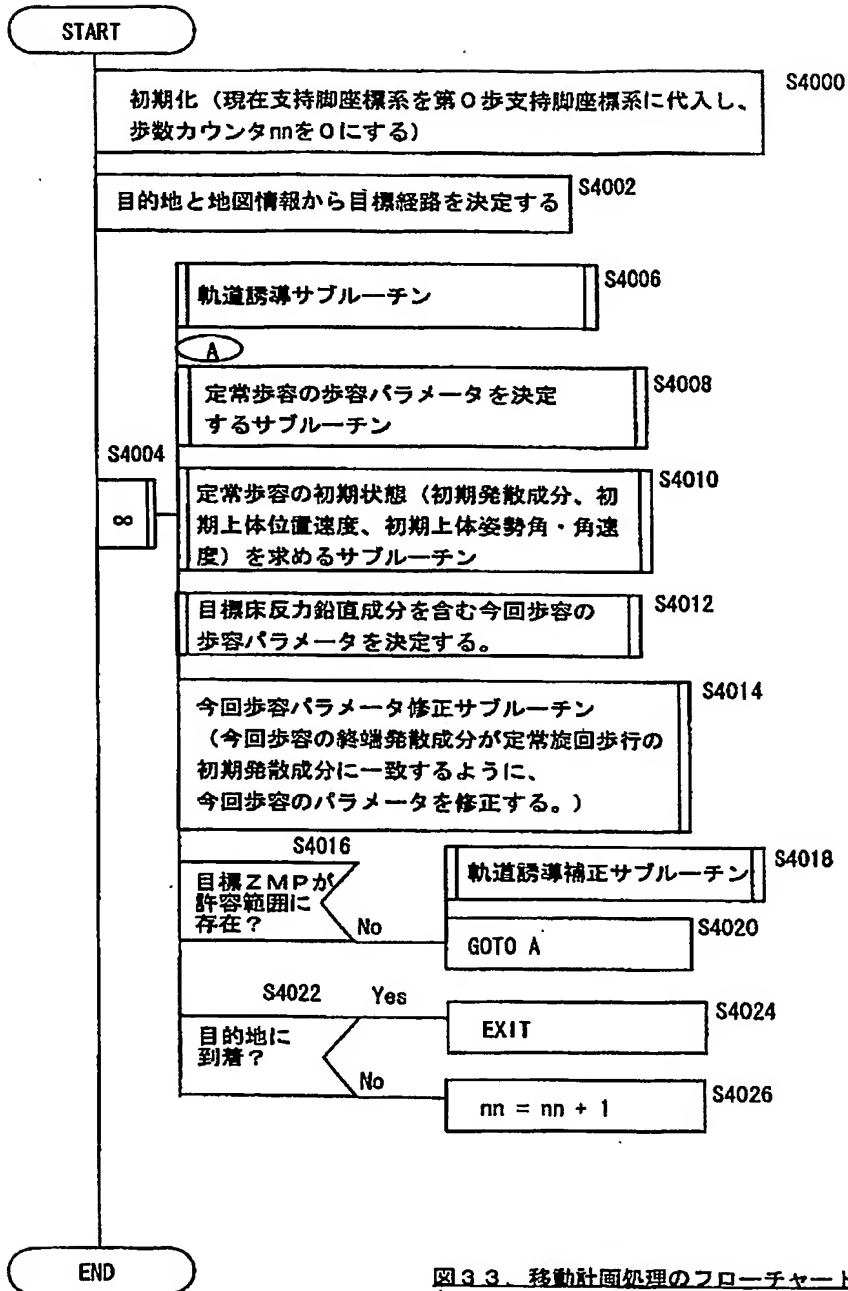 START
初期化（現在支持脚座標系を第０歩支持脚座標系に代入し、
歩数カウンタnnを０にする）
S4000
目的地と地図情報から目標経路を決定する
S4002
軌道誘導サブルーチン
S4006
A
定常歩容の歩容パラメータを決定
するサブルーチン
S4008
S4004
∞
定常歩容の初期状態（初期発散成分、初
期上体位置速度、初期上体姿勢角・角速
度）を求めるサブルーチン
S4010
目標床反力鉛直成分を含む今回歩容の
歩容パラメータを決定する。
S4012
今回歩容パラメータ修正サブルーチン
（今回歩容の終端発散成分が定常旋回歩行の
初期発散成分に一致するように、
今回歩容のパラメータを修正する。）
S4014
S4016
目標ＺＭＰが
許容範囲に
存在？
No
軌道誘導補正サブルーチン
S4018
GOTO A
S4020
S4022
目的地に
到着？
Yes
EXIT
S4024
No
nn = nn + 1
S4026
END
図３３．移動計画処理のフローチャート